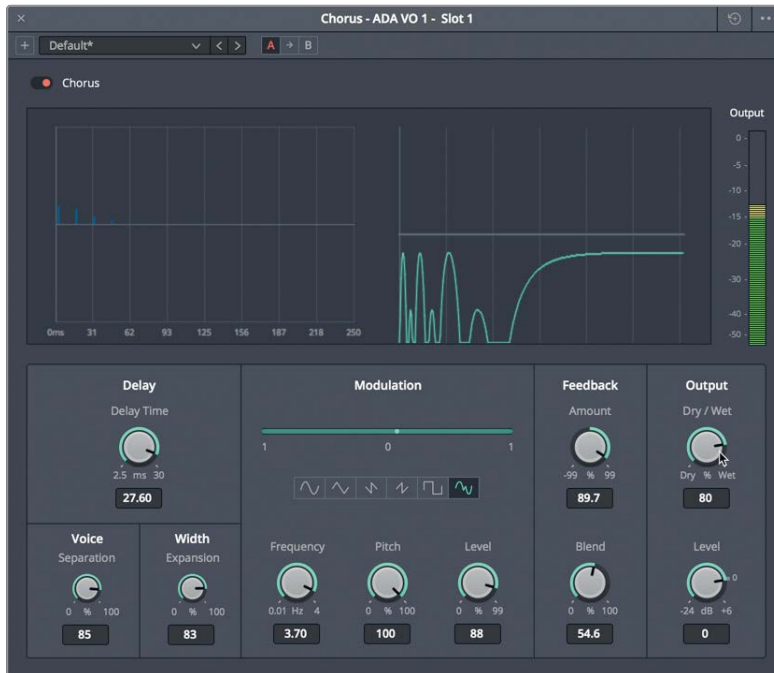 × Chorus - ADA VO 1 - Slot 1
+ Default* A B
Chorus
Output
0
-5
-10
-15
-20
-30
-40
-50
0ms 31 62 93 125 156 187 218 250
Delay
Delay Time
2.5 ms 30
27.60
Voice
Separation
0 % 100
85
Width
Expansion
0 % 100
83
Modulation
1 0 1
Frequency
0.01 Hz 4
3.70
Pitch
0 % 100
100
Level
0 % 99
88
Feedback
Amount
-99 % 99
89.7
Blend
0 % 100
54.6
Output
Dry / Wet
Dry % Wet
80
Level
0
-24 dB +6
0